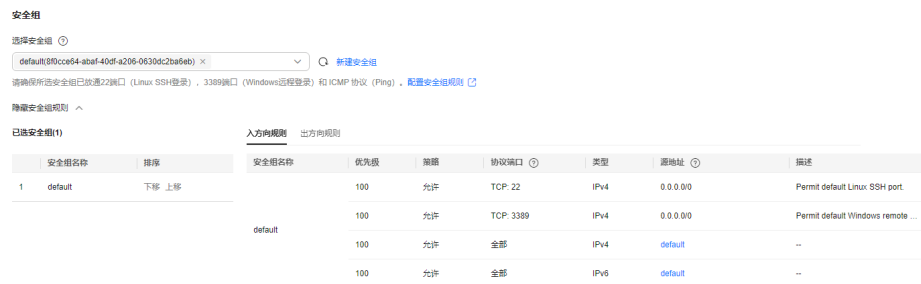 安全组
选择安全组
default(8f0cce64-abaf-40df-a206-0630dc2ba6eb) × 新建安全组
请确保所选安全组已放通22端口（Linux SSH登录），3389端口（Windows远程登录）和 ICMP 协议（Ping）。配置安全组规则
隐藏安全组规则
已选安全组(1) 入方向规则 出方向规则
安全组名称 排序 安全组名称 优先级 策略 协议端口 类型 源地址 描述
1 default 下移 上移 100 允许 TCP: 22 IPv4 0.0.0.0/0 Permit default Linux SSH port.
100 允许 TCP: 3389 IPv4 0.0.0.0/0 Permit default Windows remote ...
default
100 允许 全部 IPv4 default --
100 允许 全部 IPv6 default --